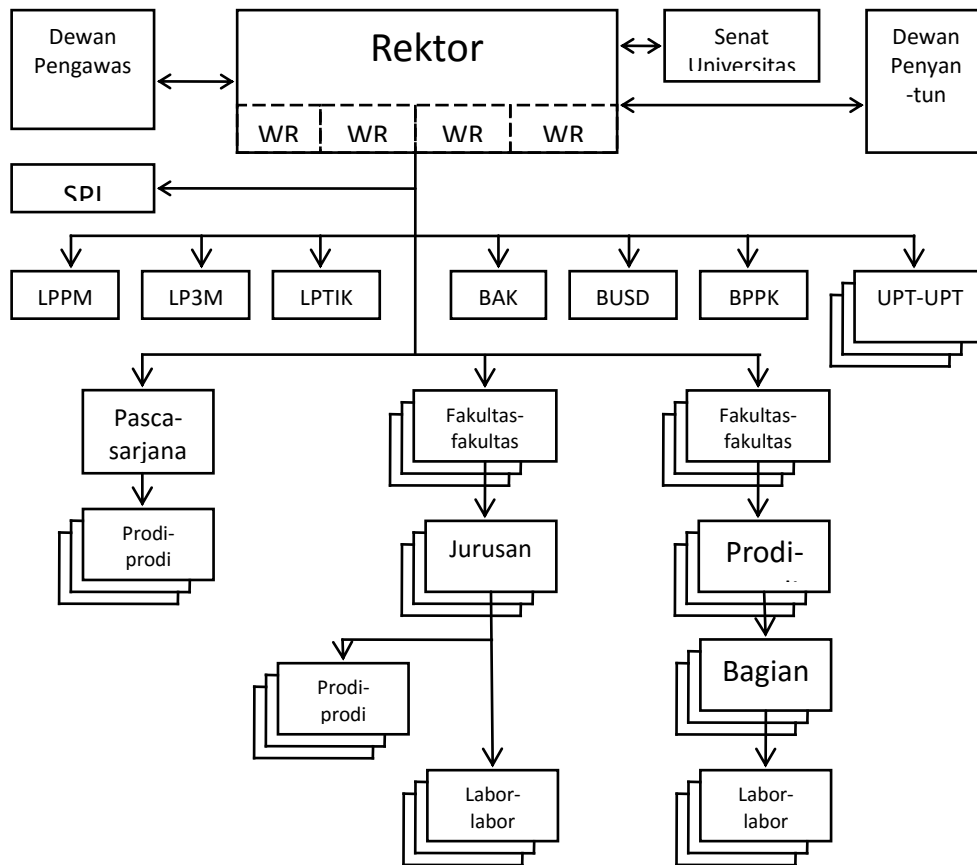 Dewan
Pengawas
Rektor
Senat
Universitas
Dewan
Penyan
-tun
WR
WR
WR
WR
SPI
LPPM
LP3M
LPTIK
BAK
BUSD
BPPK
UPT-UPT
Pasca-
sarjana
Fakultas-
fakultas
Fakultas-
fakultas
Prodi-
prodi
Jurusan
Prodi-
Prodi-
prodi
Bagian
Labor-
labor
Labor-
labor